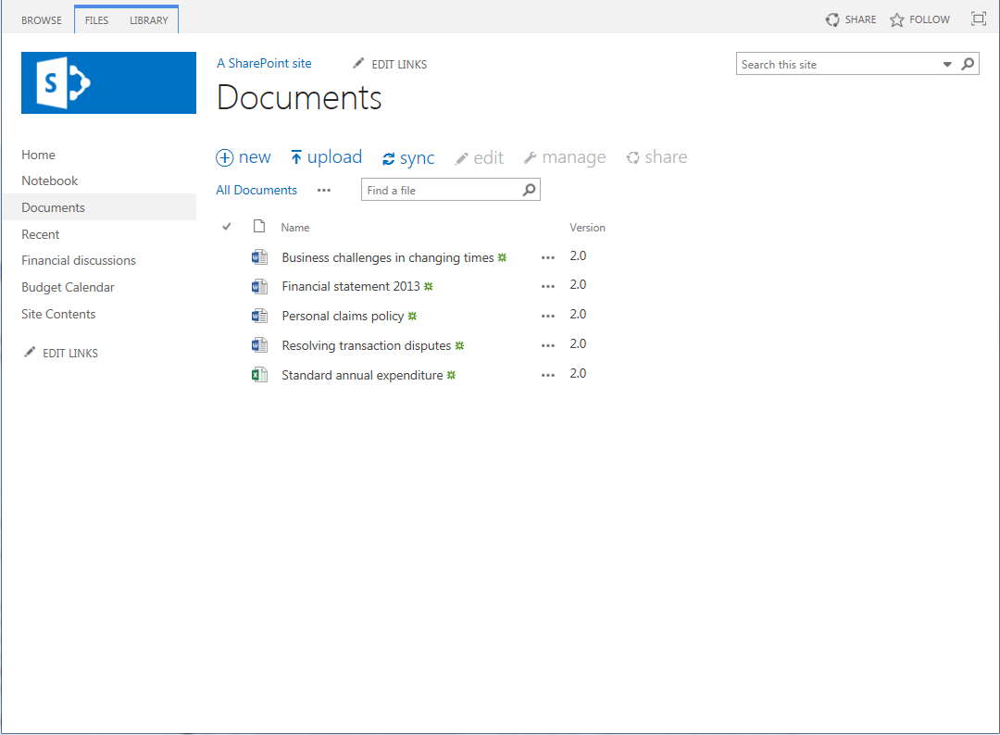 BROWSE FILES LIBRARY SHARE FOLLOW
S
A SharePoint site EDIT LINKS Search this site
Documents
Home
Notebook
Documents
Recent
Financial discussions
Budget Calendar
Site Contents
EDIT LINKS
new upload sync edit manage share
All Documents ••• Find a file
Name Version
Business challenges in changing times ••• 2.0
Financial statement 2013 ••• 2.0
Personal claims policy ••• 2.0
Resolving transaction disputes ••• 2.0
Standard annual expenditure ••• 2.0